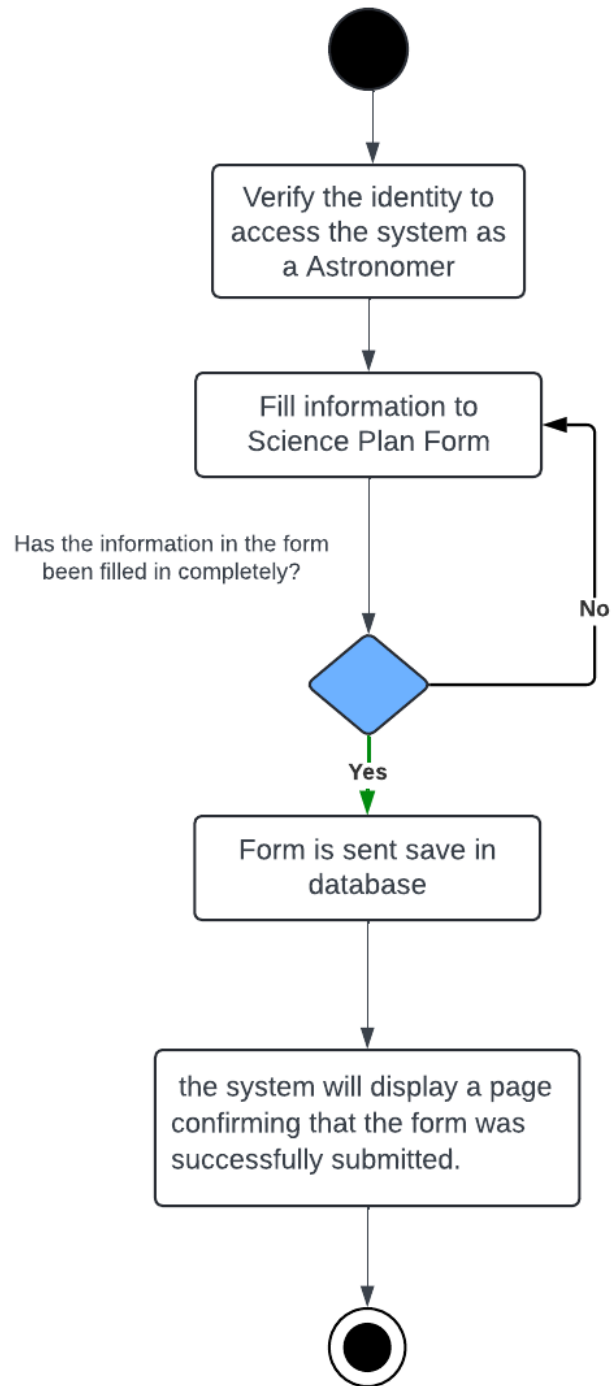 Verify the identity to
access the system as
a Astronomer
Fill information to
Science Plan Form
Has the information in the form
been filled in completely?
No
Yes
Form is sent save in
database
the system will display a page
confirming that the form was
successfully submitted.